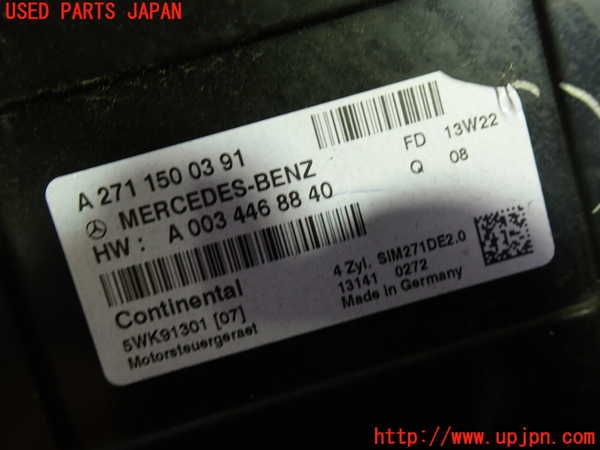 USED PARTS JAPAN
A 271 150 03 91
MERCEDES-BENZ
HW : A 003 446 88 40
FD 13W22
Q 08
Continental
5WK91301 [07]
Motorsteuergeraet
4 Zyl. SIM271DE2.0
13141 0272
Made in Germany
www.upjpn.com